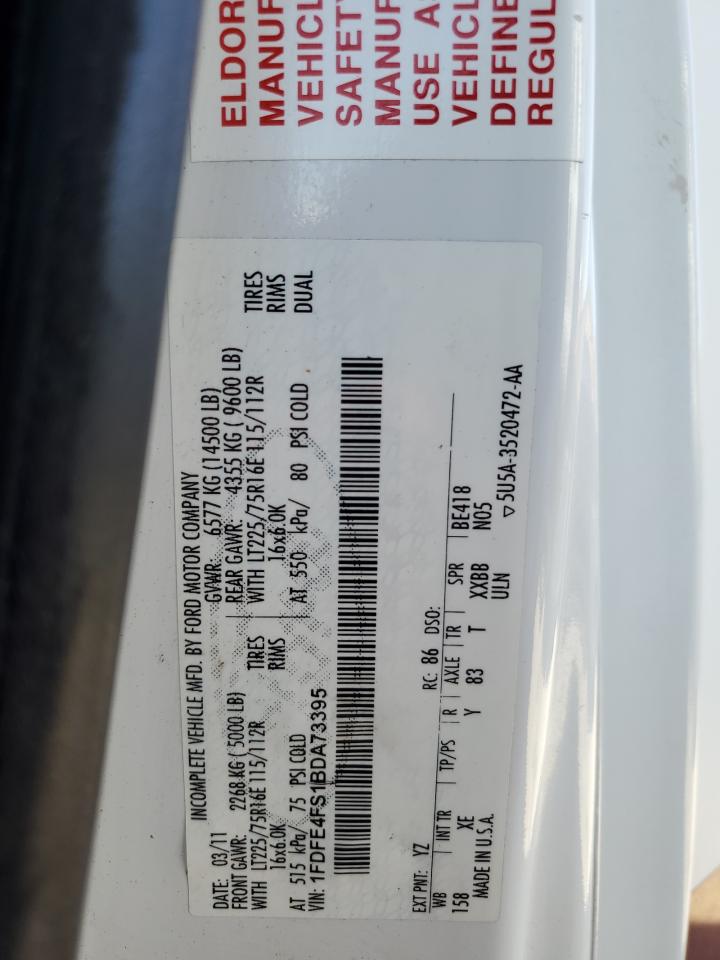 ELDOR
MANUF
VEHICL
SAFETY
MANUF
USE AS
VEHICL
DEFINE
REGUL
INCOMPLETE VEHICLE MFD. BY FORD MOTOR COMPANY
DATE: 03/11 GVWR: 6577 KG (14500 LB)
FRONT GAWR: 2268 KG ( 5000 LB) REAR GAWR: 4355 KG ( 9600 LB)
WITH LT225/75R16E 115/112R TIRES WITH LT225/75R16E 115/112R TIRES
16x6.0K RIMS 16x6.0K RIMS
AT 515 kPa/ 75 PSI COLD AT 550 kPa/ 80 PSI COLD DUAL
VIN: 1FDFE4FS1BDA73395
EXT PNT: YZ RC: 86 DSO:
WB INT TR TP/PS R AXLE TR SPR BE418
158 XE Y 83 T XXBB N05
MADE IN U.S.A. ULN
▽5U5A-3520472-AA